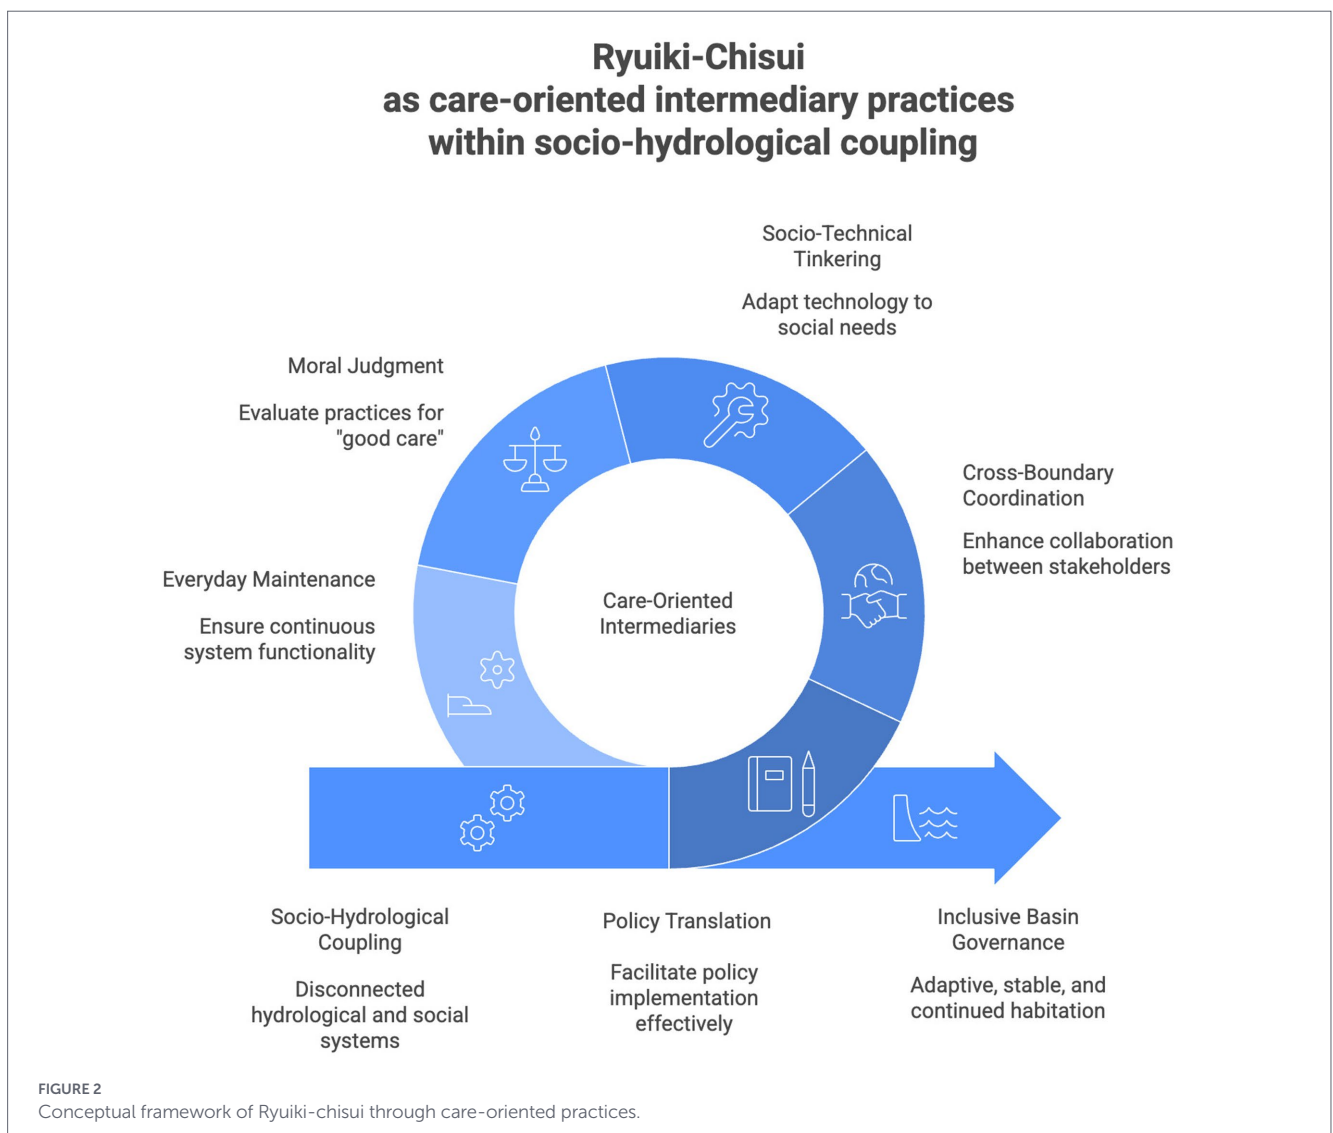 Ryuiki-Chisui
as care-oriented intermediary practices
within socio-hydrological coupling
Socio-Technical
Tinkering
Adapt technology to
social needs
Moral Judgment
Evaluate practices for
"good care"
Cross-Boundary
Coordination
Enhance collaboration
between stakeholders
Everyday Maintenance
Ensure continuous
system functionality
Care-Oriented
Intermediaries
Socio-Hydrological
Coupling
Disconnected
hydrological and social
systems
Policy Translation
Facilitate policy
implementation
effectively
Inclusive Basin
Governance
Adaptive, stable, and
continued habitation
FIGURE 2
Conceptual framework of Ryuiki-chisui through care-oriented practices.